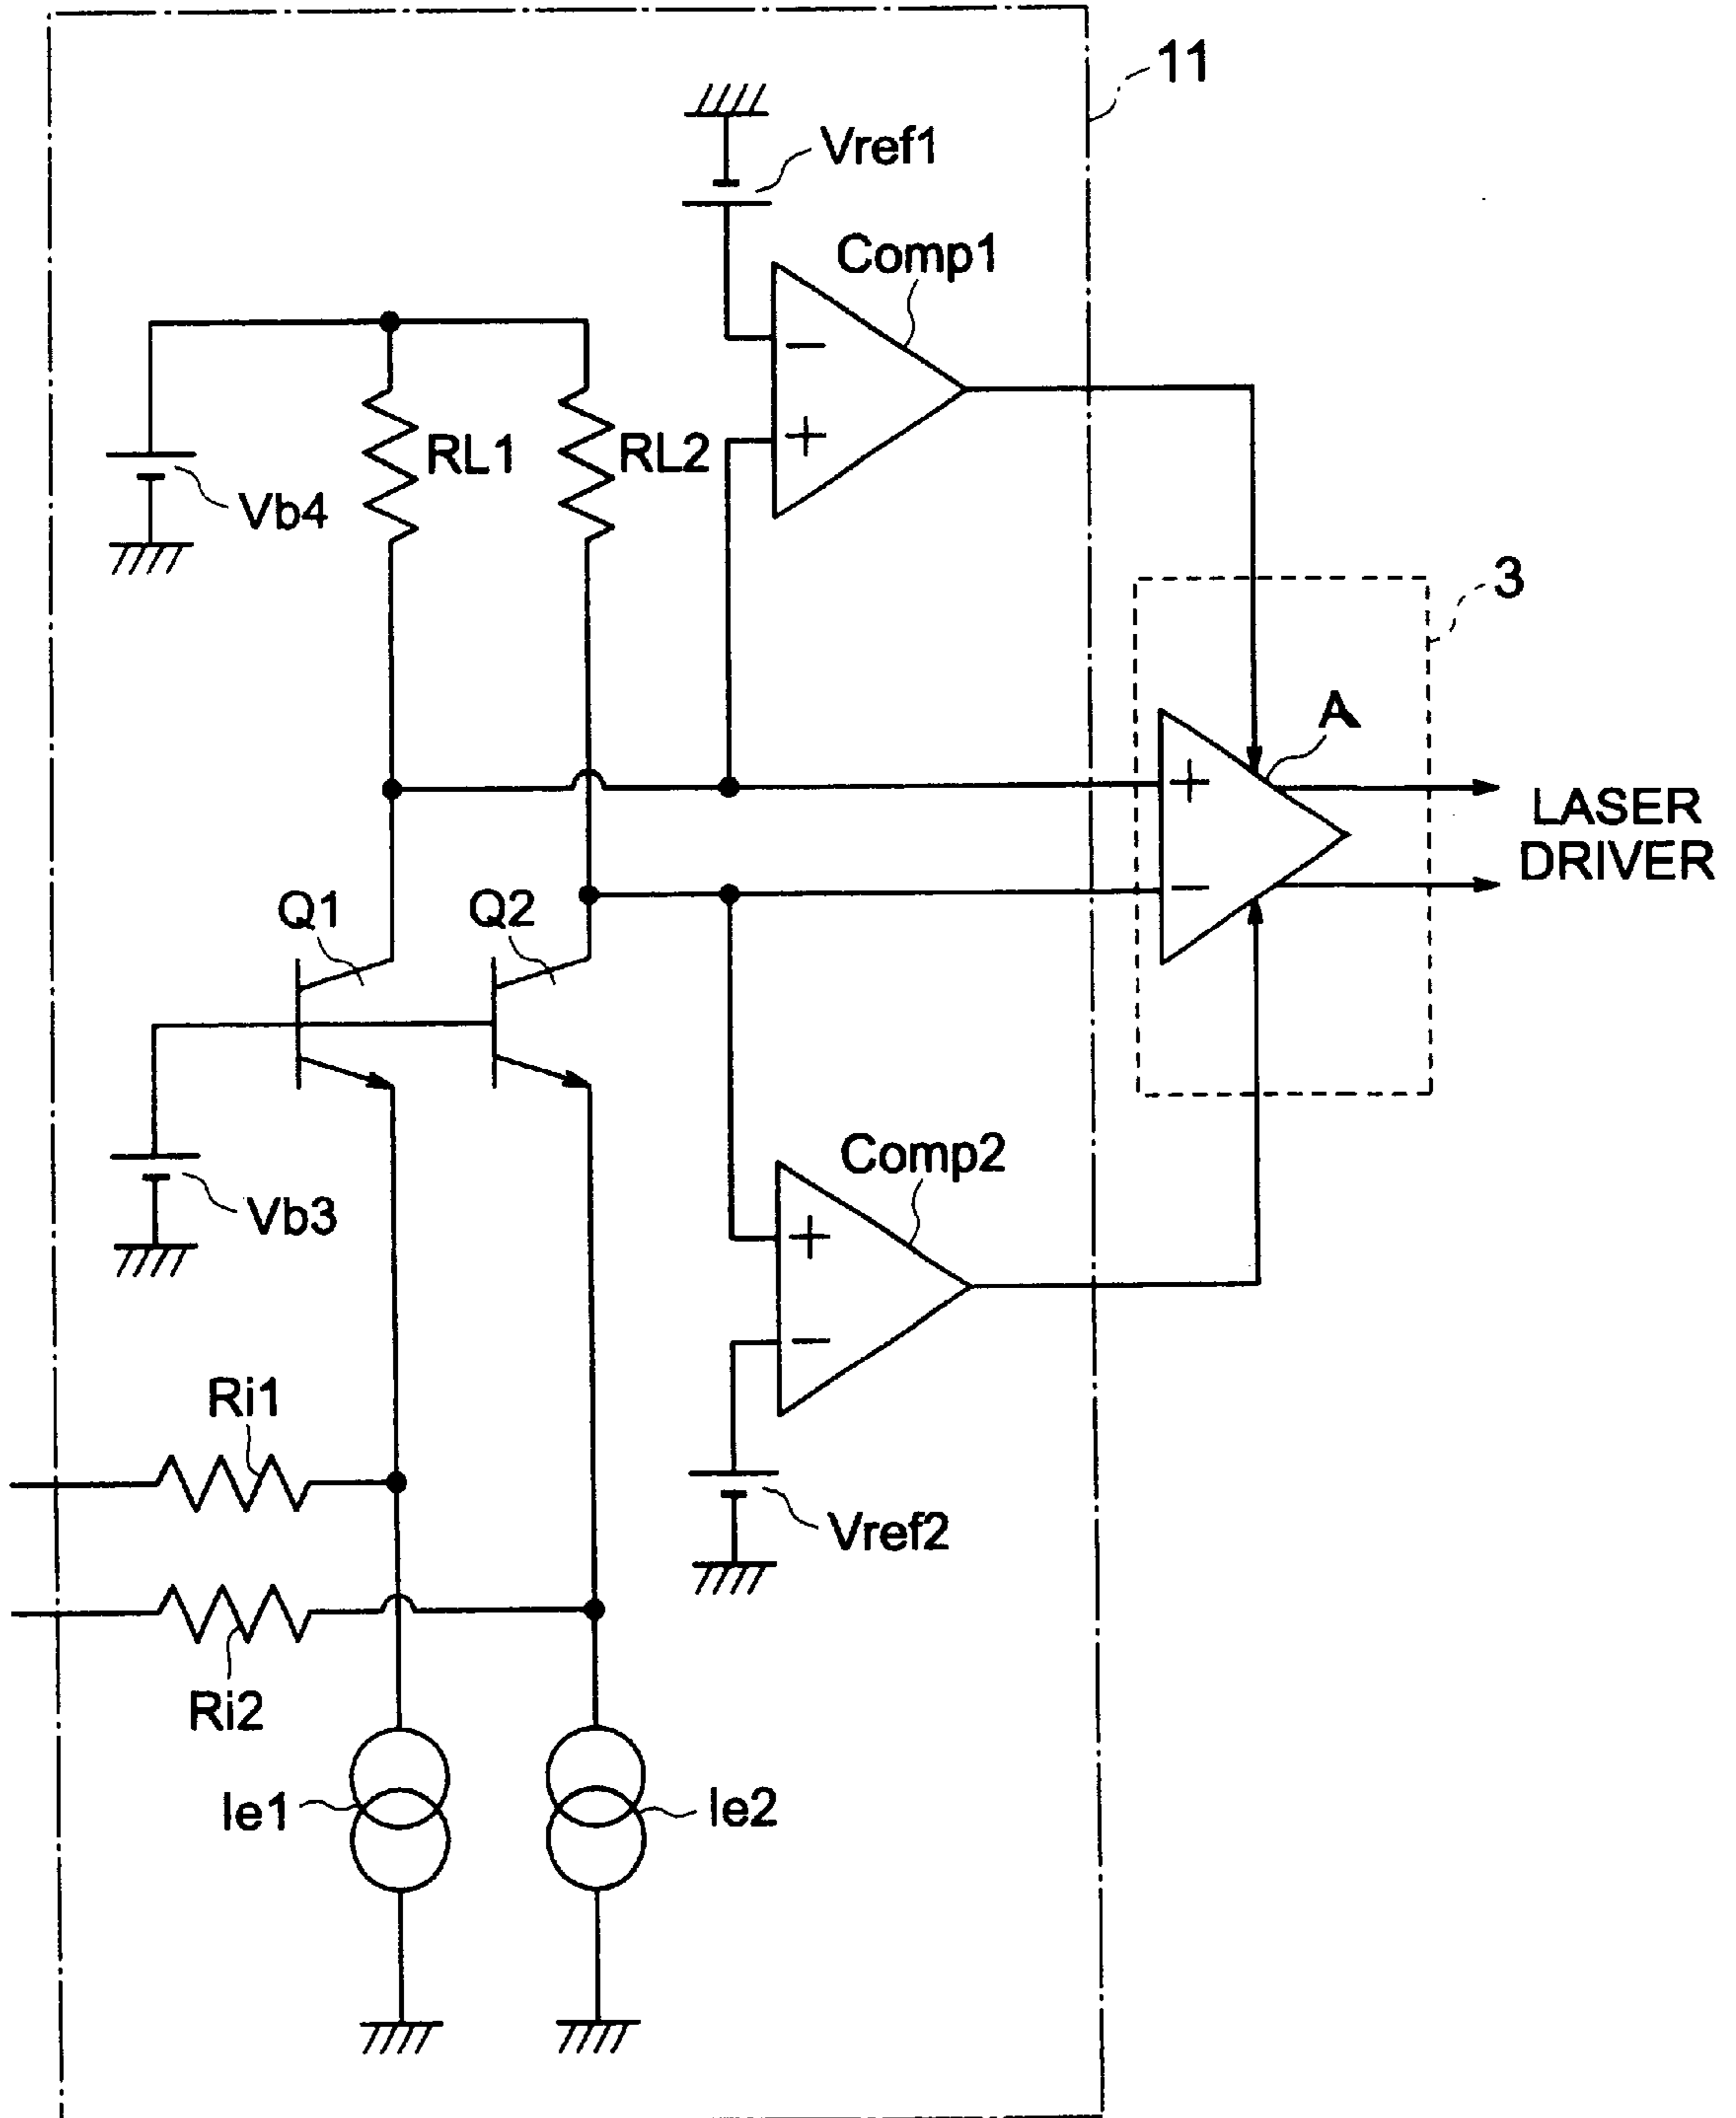 11
Vref1
Comp1
RL1
RL2
Vb4
3
A
+
−
LASER
DRIVER
Q1
Q2
Comp2
Vb3
Ri1
Vref2
Ri2
Ie1
Ie2